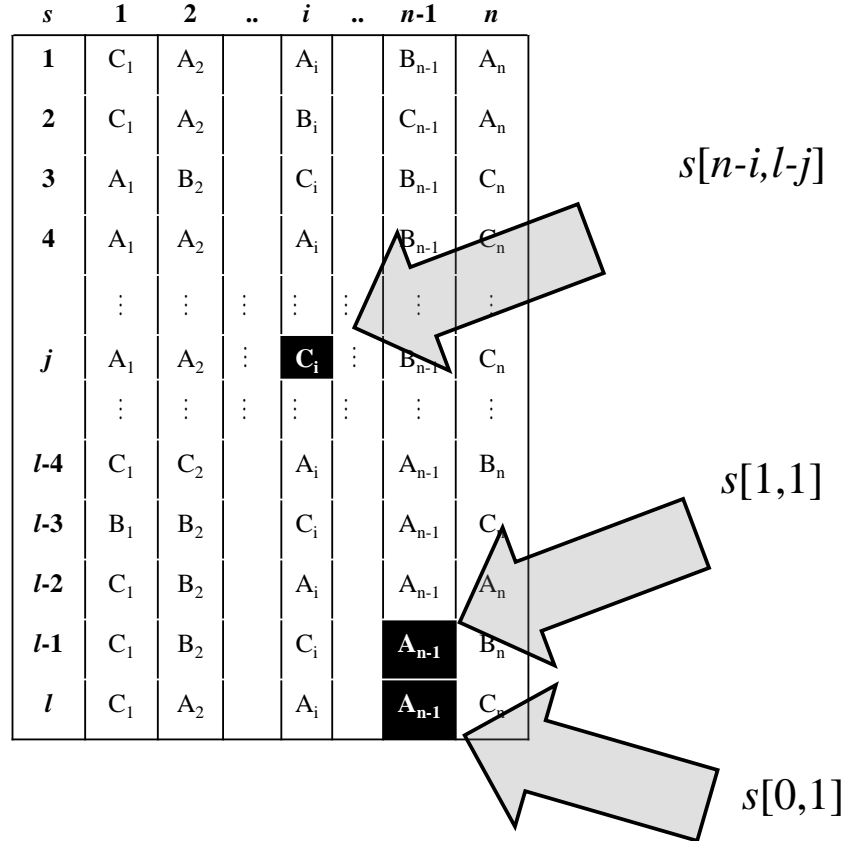 s 1 2 .. i .. n-1 n
1 C₁ A₂ Aᵢ Bₙ₋₁ Aₙ
2 C₁ A₂ Bᵢ Cₙ₋₁ Aₙ
s[n-i,l-j]
3 A₁ B₂ Cᵢ Bₙ₋₁ Cₙ
4 A₁ A₂ Aᵢ Bₙ₋₁ Cₙ
⋮ ⋮ ⋮ ⋮ ⋮ ⋮ ⋮
j A₁ A₂ ⋮ Cᵢ ⋮ Bₙ₋₁ Cₙ
⋮ ⋮ ⋮ ⋮ ⋮ ⋮ ⋮
l-4 C₁ C₂ Aᵢ Aₙ₋₁ Bₙ
s[1,1]
l-3 B₁ B₂ Cᵢ Aₙ₋₁ Cₙ
l-2 C₁ B₂ Aᵢ Aₙ₋₁ Aₙ
l-1 C₁ B₂ Cᵢ Aₙ₋₁ Bₙ
l C₁ A₂ Aᵢ Aₙ₋₁ Cₙ
s[0,1]